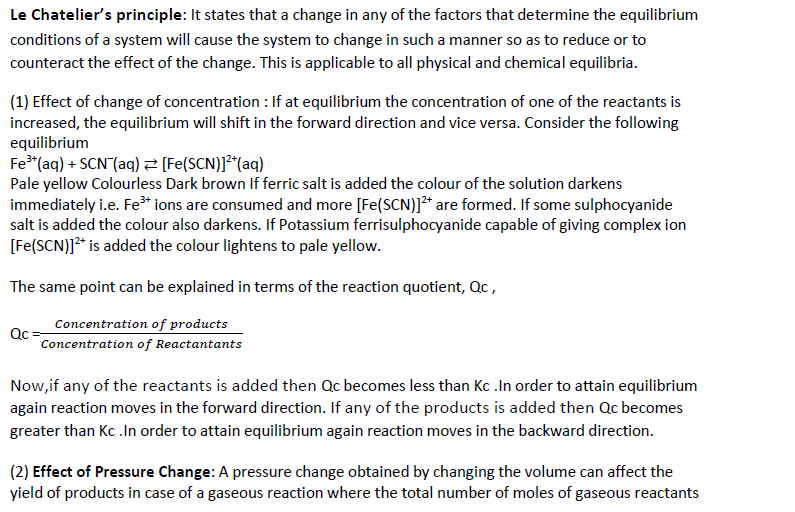 Le Chatelier's principle: It states that a change in any of the factors that determine the equilibrium
conditions of a system will cause the system to change in such a manner so as to reduce or to
counteract the effect of the change. This is applicable to all physical and chemical equilibria.
(1) Effect of change of concentration : If at equilibrium the concentration of one of the reactants is
increased, the equilibrium will shift in the forward direction and vice versa. Consider the following
equilibrium
Fe³⁺(aq) + SCN⁻(aq) ⇄ [Fe(SCN)]²⁺(aq)
Pale yellow Colourless Dark brown If ferric salt is added the colour of the solution darkens
immediately i.e. Fe³⁺ ions are consumed and more [Fe(SCN)]²⁺ are formed. If some sulphocyanide
salt is added the colour also darkens. If Potassium ferrisulphocyanide capable of giving complex ion
[Fe(SCN)]²⁺ is added the colour lightens to pale yellow.
The same point can be explained in terms of the reaction quotient, Qc ,
Qc = Concentration of products
Concentration of Reactantants
Now,if any of the reactants is added then Qc becomes less than Kc .In order to attain equilibrium
again reaction moves in the forward direction. If any of the products is added then Qc becomes
greater than Kc .In order to attain equilibrium again reaction moves in the backward direction.
(2) Effect of Pressure Change: A pressure change obtained by changing the volume can affect the
yield of products in case of a gaseous reaction where the total number of moles of gaseous reactants